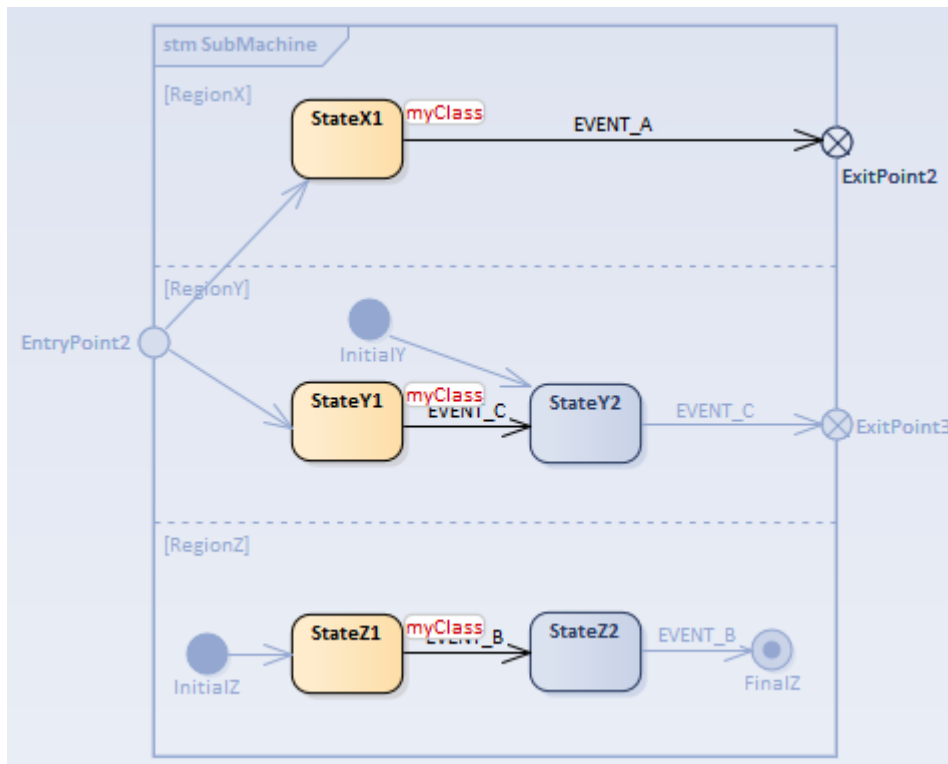 stm SubMachine
[RegionX]
StateX1
myClass
EVENT_A
ExitPoint2
[RegionY]
EntryPoint2
InitialY
StateY1
myClass
EVENT_C
StateY2
EVENT_C
ExitPoint3
[RegionZ]
StateZ1
myClass
EVENT_B
StateZ2
EVENT_B
InitialZ
FinalZ